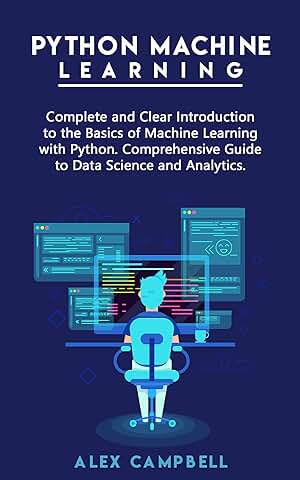 PYTHON MACHINE
LEARNING
Complete and Clear Introduction
to the Basics of Machine Learning
with Python. Comprehensive Guide
to Data Science and Analytics.
ALEX CAMPBELL